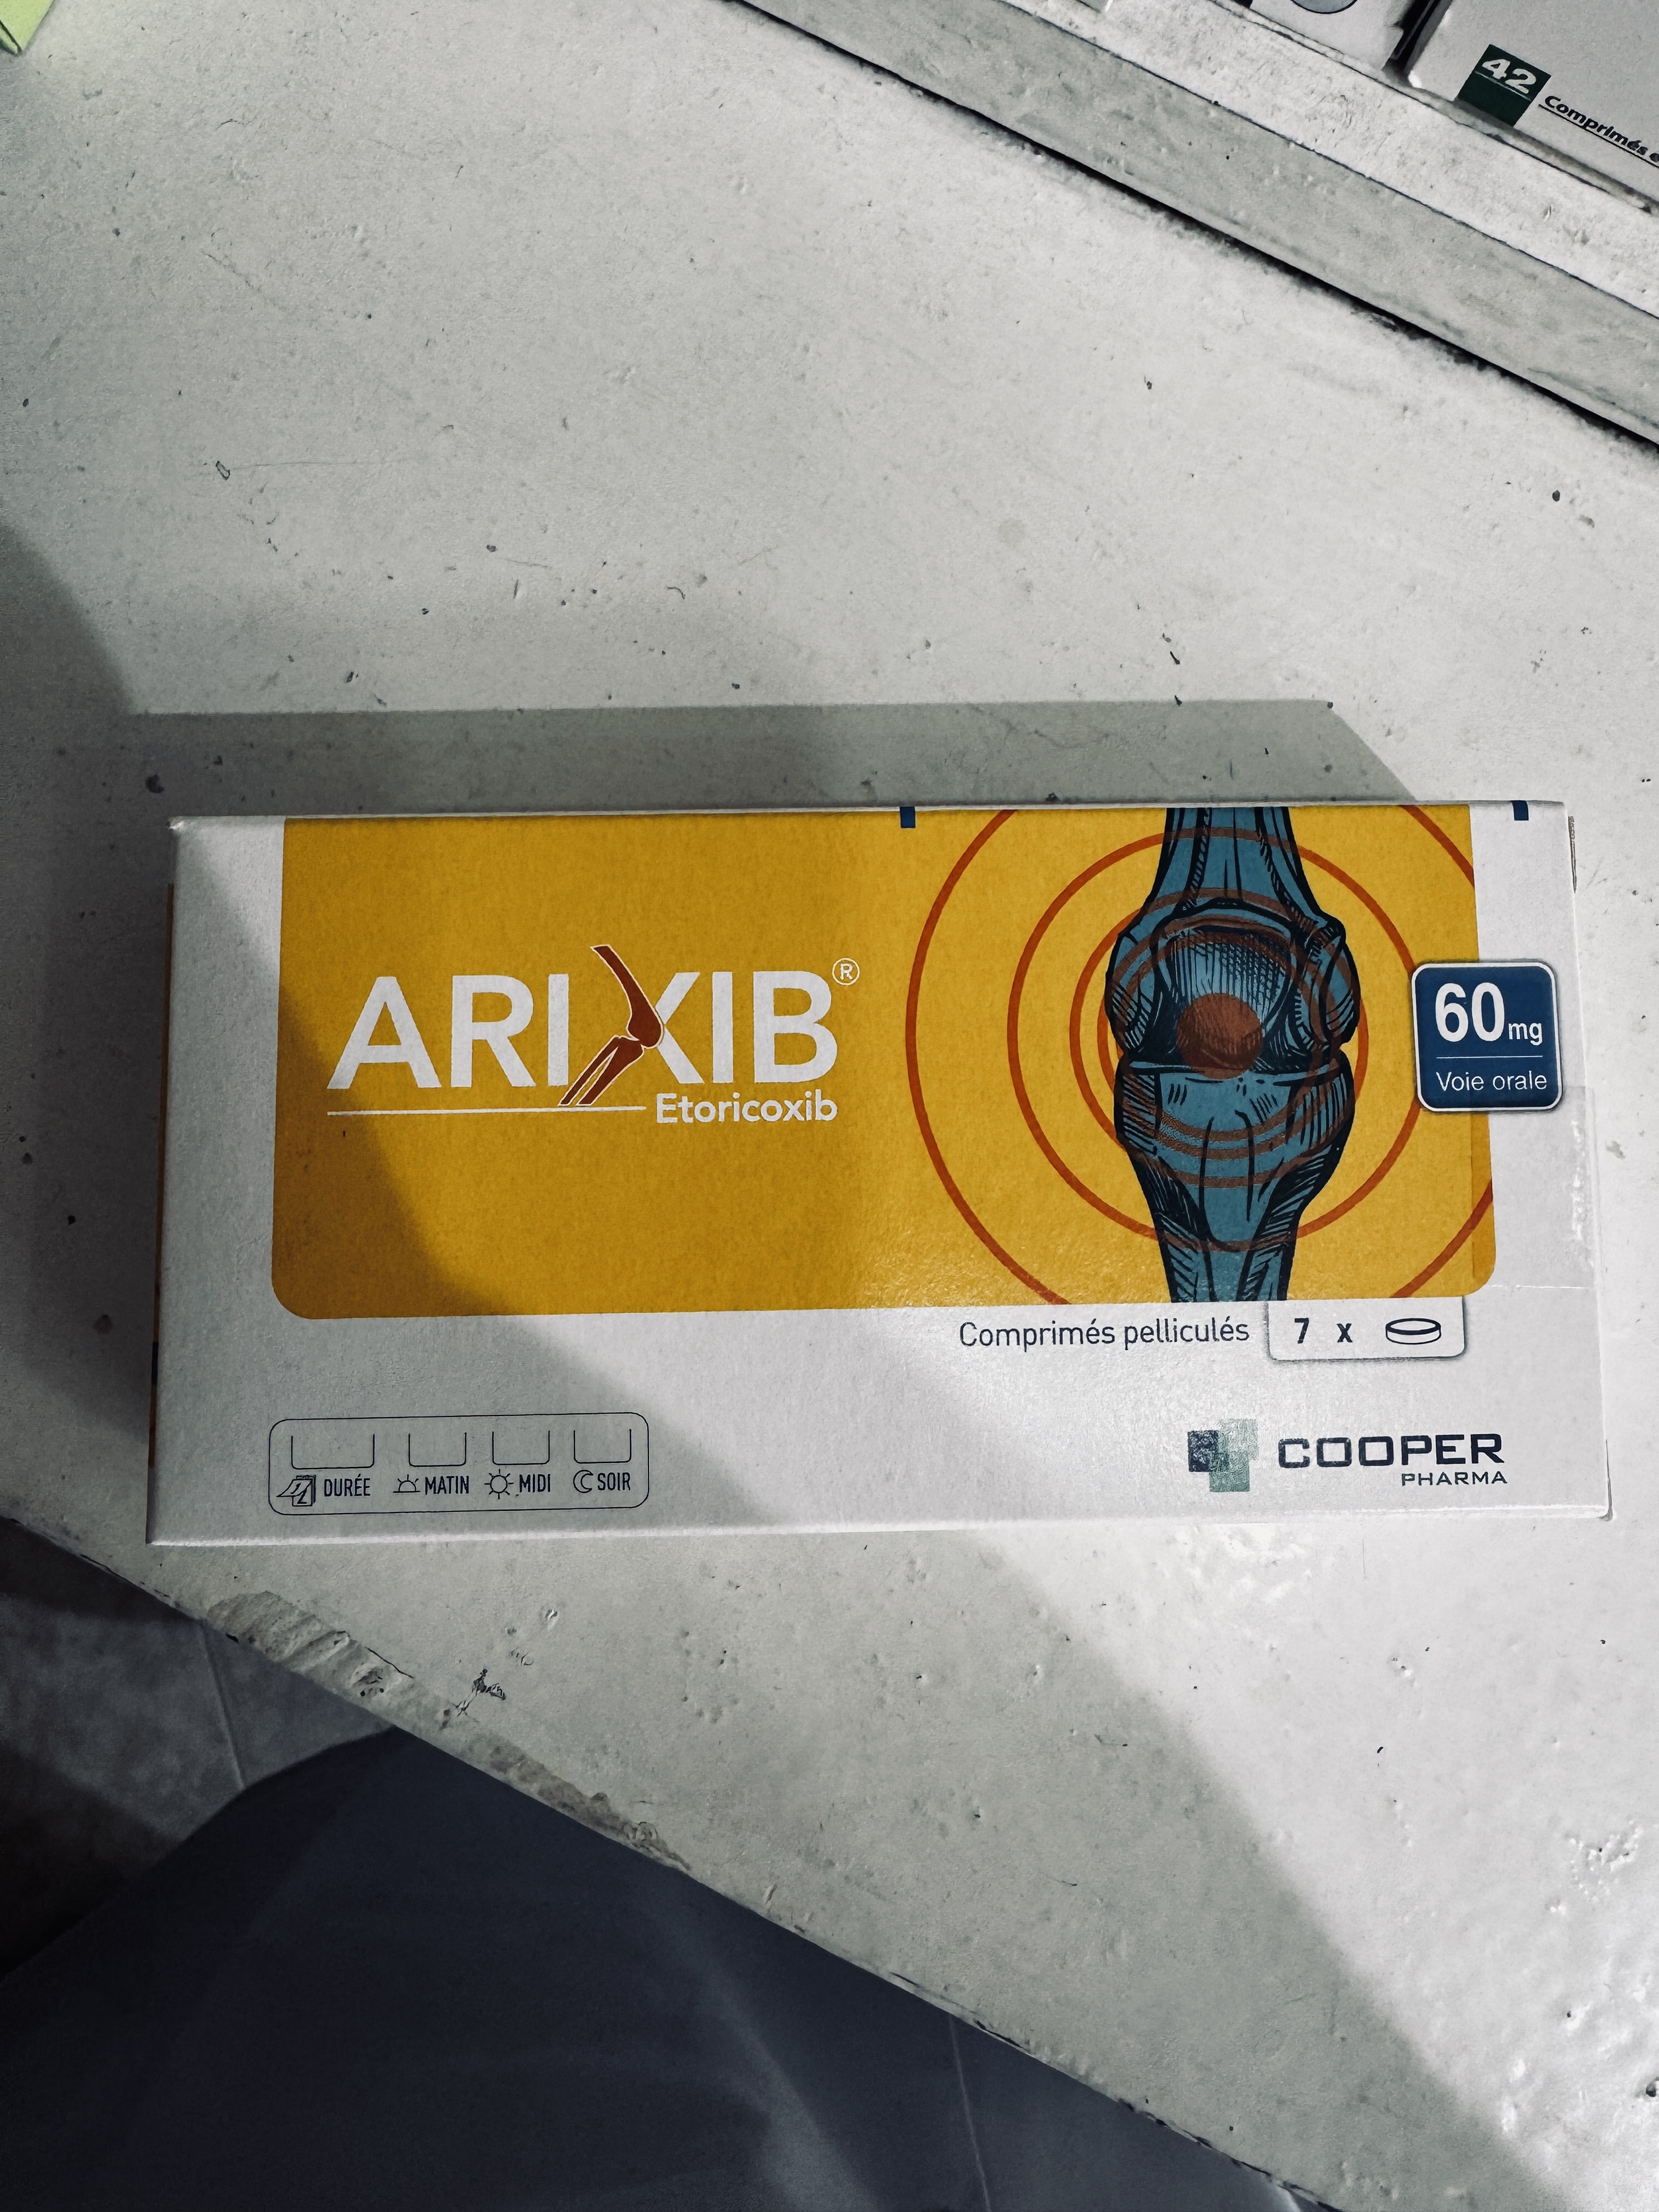 42
Comprimés
ARIXIB®
Etoricoxib
60mg
Voie orale
Comprimés pelliculés 7 x
DURÉE MATIN MIDI SOIR
COOPER
PHARMA